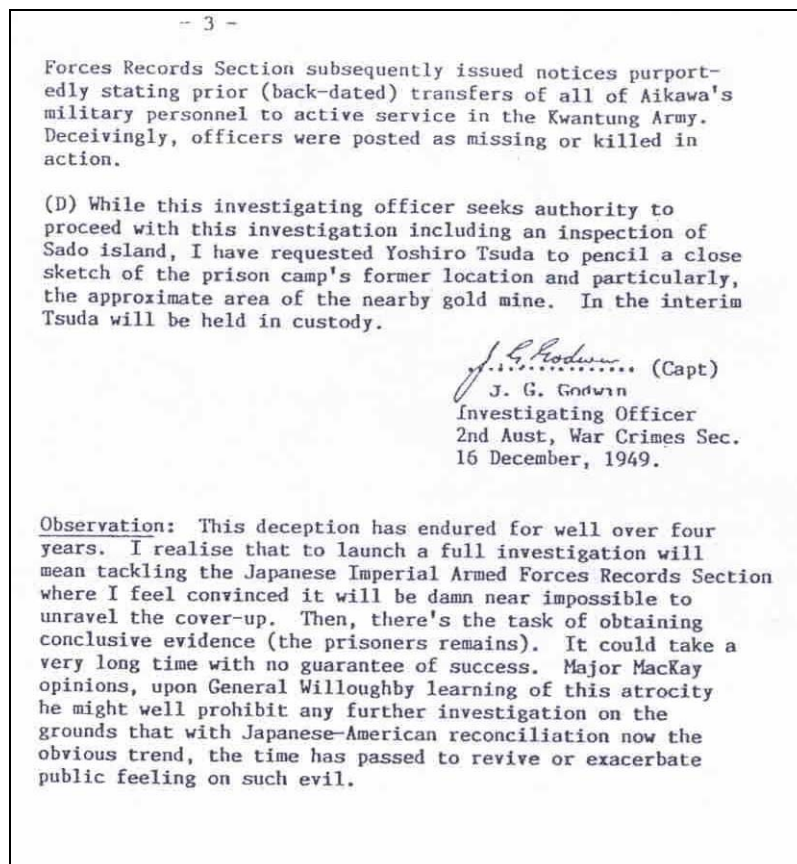 - 3 -
Forces Records Section subsequently issued notices purport-
edly stating prior (back-dated) transfers of all of Aikawa's
military personnel to active service in the Kwantung Army.
Deceivingly, officers were posted as missing or killed in
action.
(D) While this investigating officer seeks authority to
proceed with this investigation including an inspection of
Sado island, I have requested Yoshiro Tsuda to pencil a close
sketch of the prison camp's former location and particularly,
the approximate area of the nearby gold mine. In the interim
Tsuda will be held in custody.
J. G. Godwin
.................. (Capt)
J. G. Godwin
Investigating Officer
2nd Aust, War Crimes Sec.
16 December, 1949.
Observation: This deception has endured for well over four
years. I realise that to launch a full investigation will
mean tackling the Japanese Imperial Armed Forces Records Section
where I feel convinced it will be damn near impossible to
unravel the cover-up. Then, there's the task of obtaining
conclusive evidence (the prisoners remains). It could take a
very long time with no guarantee of success. Major MacKay
opinions, upon General Willoughby learning of this atrocity
he might well prohibit any further investigation on the
grounds that with Japanese-American reconciliation now the
obvious trend, the time has passed to revive or exacerbate
public feeling on such evil.